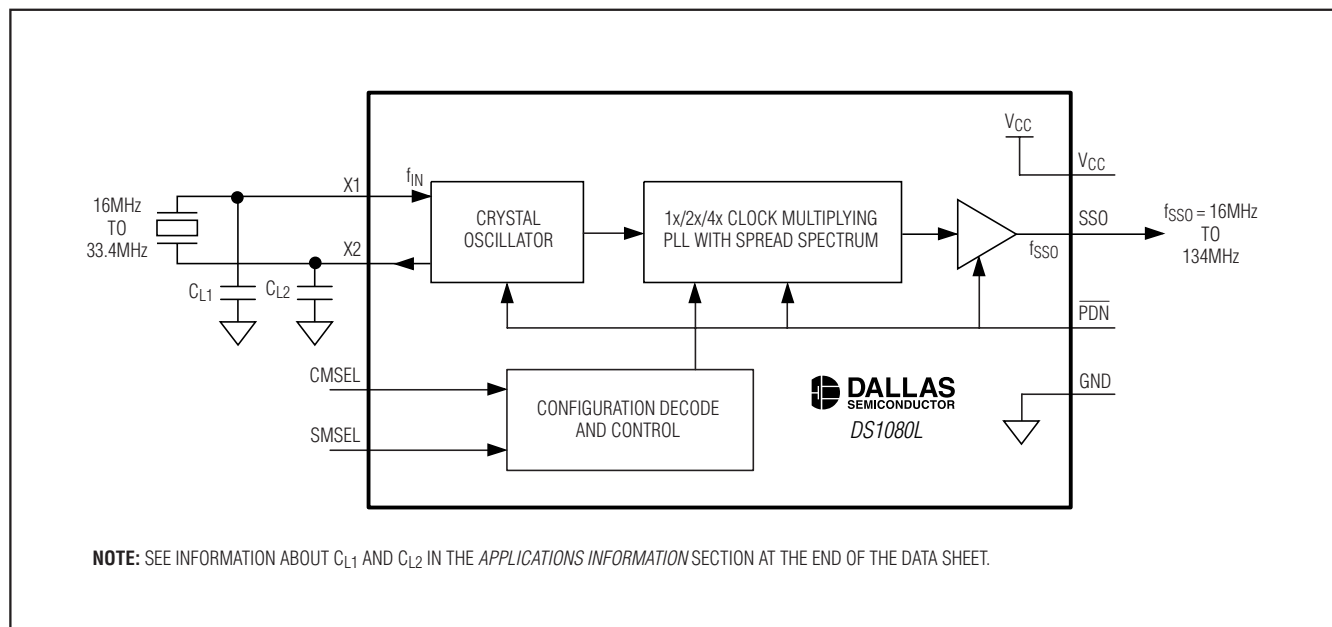 VCC
VCC
X1
fIN
16MHz
TO
33.4MHz
CRYSTAL
OSCILLATOR
1x/2x/4x CLOCK MULTIPLYING
PLL WITH SPREAD SPECTRUM
SSO
fSSO
fSSO = 16MHz
TO
134MHz
X2
CL1
CL2
PDN
CMSEL
SMSEL
CONFIGURATION DECODE
AND CONTROL
DALLAS
SEMICONDUCTOR
DS1080L
GND
NOTE: SEE INFORMATION ABOUT CL1 AND CL2 IN THE APPLICATIONS INFORMATION SECTION AT THE END OF THE DATA SHEET.